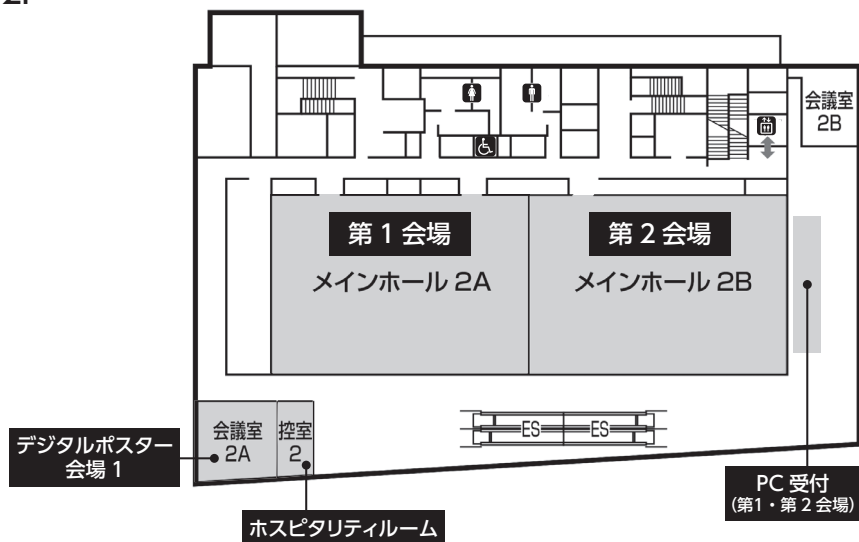 会議室
2B
第 1 会場
第 2 会場
メインホール 2A
メインホール 2B
会議室
2A
控室
2
ES
ES
デジタルポスター
会場 1
ホスピタリティルーム
PC 受付
(第1・第 2 会場)